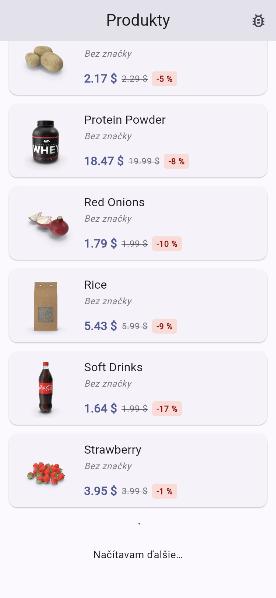 Produkty
Bez značky
2.17 $ 2.29 $ -5 %
Protein Powder
Bez značky
18.47 $ 19.99 $ -8 %
WHEY
Red Onions
Bez značky
1.79 $ 1.99 $ -10 %
Rice
Bez značky
5.43 $ 5.99 $ -9 %
Soft Drinks
Bez značky
1.64 $ 1.99 $ -17 %
Strawberry
Bez značky
3.95 $ 3.99 $ -1 %
Načítavam ďalšie...